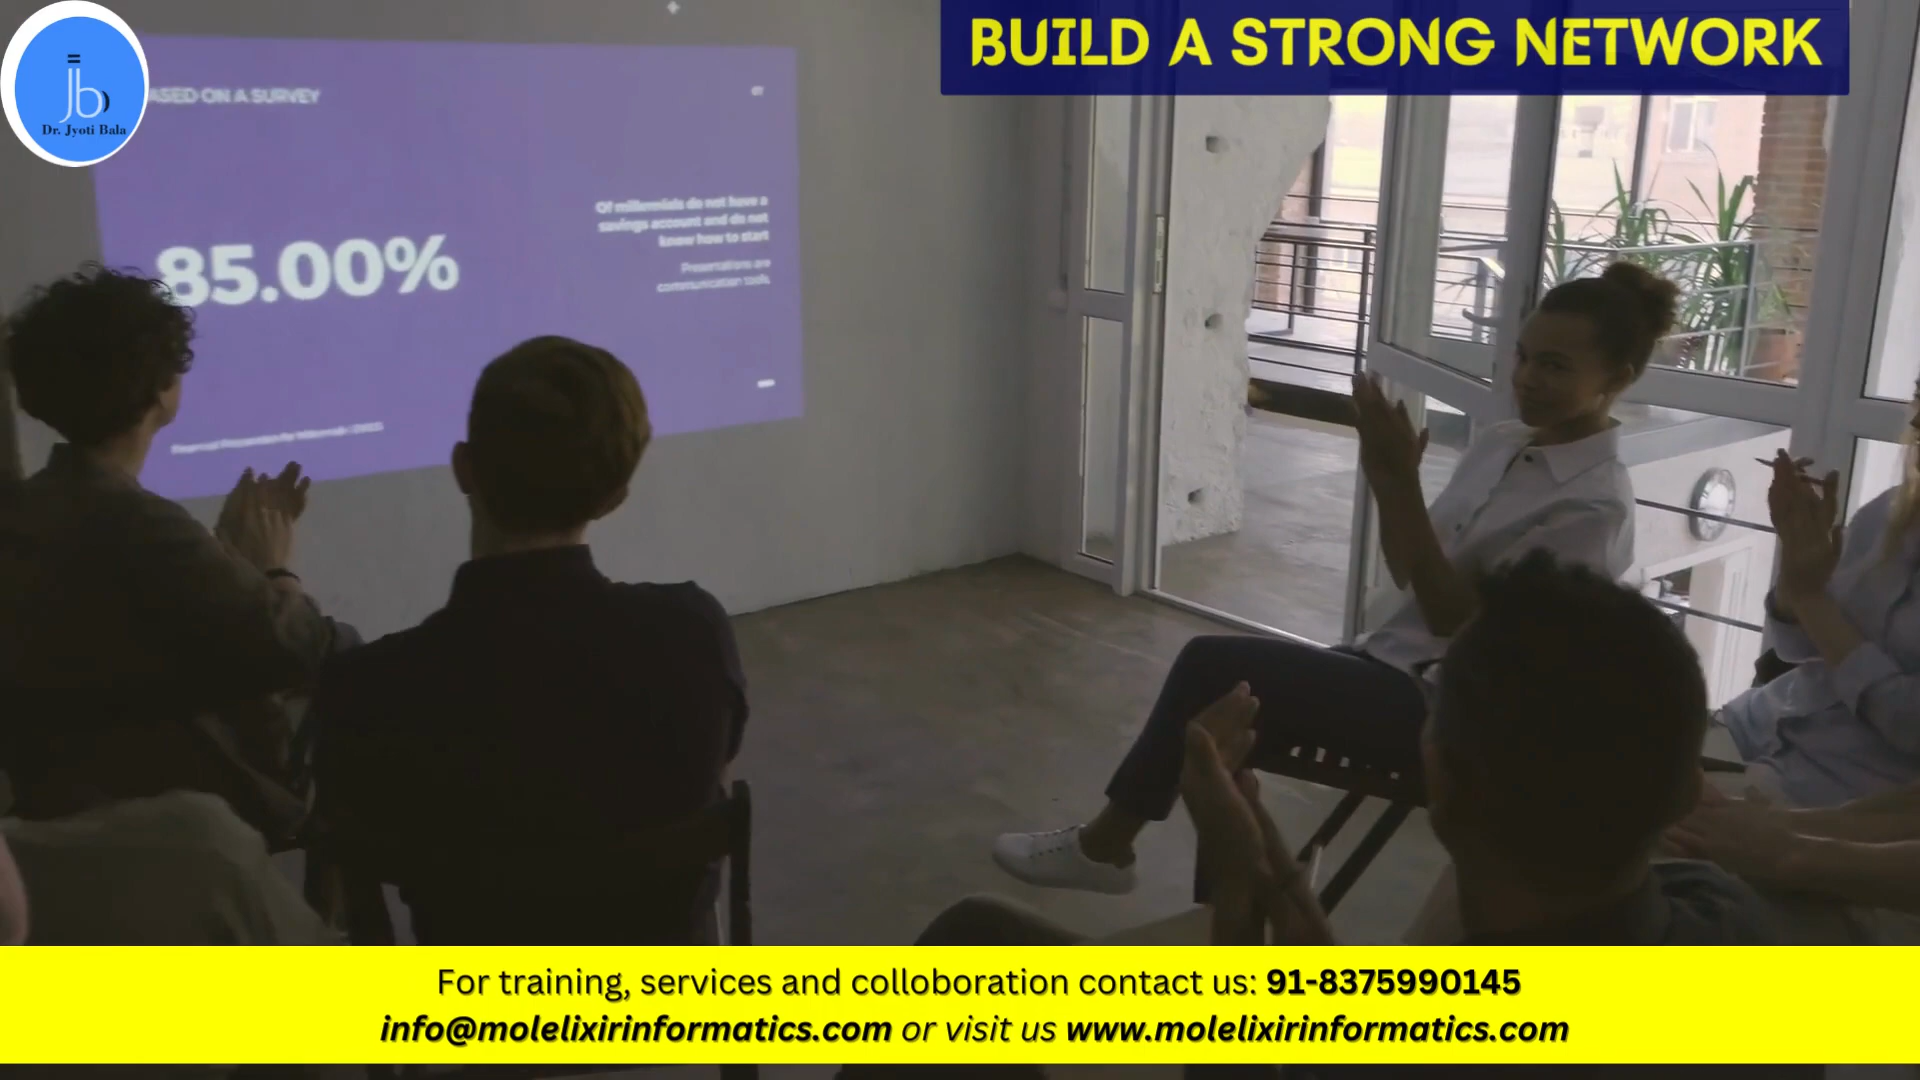 BUILD A STRONG NETWORK
jb
Dr. Jyoti Bala
ASED ON A SURVEY
85.00%
Of millennials do not have a
savings account and do not
know how to start
Presentations are
communication tools
For training, services and colloboration contact us: 91-8375990145
info@molelixirinformatics.com or visit us www.molelixirinformatics.com